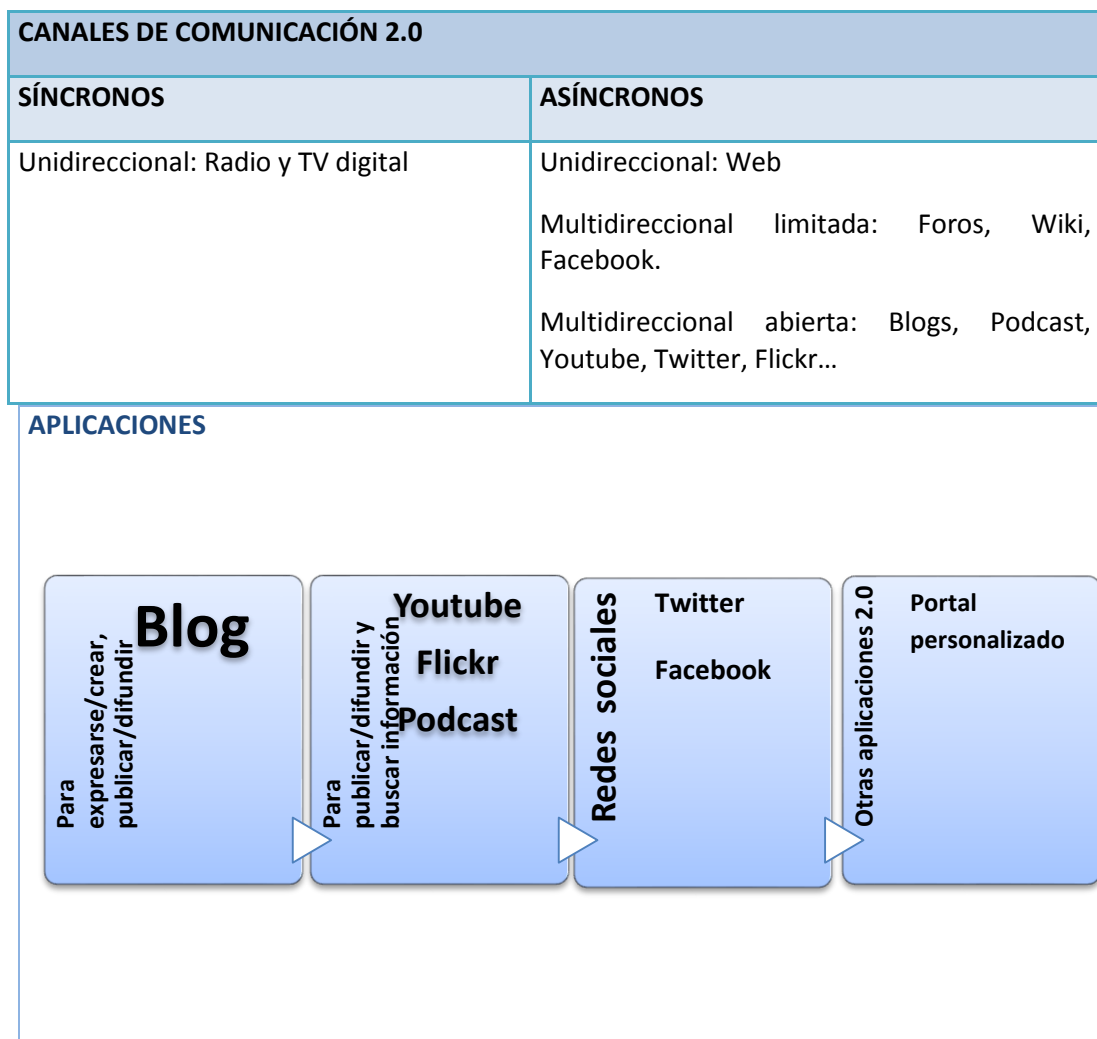 CANALES DE COMUNICACIÓN 2.0
SÍNCRONOS
ASÍNCRONOS
Unidireccional: Radio y TV digital
Unidireccional: Web
Multidireccional limitada: Foros, Wiki,
Facebook.
Multidireccional abierta: Blogs, Podcast,
Youtube, Twitter, Flickr…
APLICACIONES
Para
expresarse/crear,
publicar/difundir
Blog
Para
publicar/difundir y
buscar información
Youtube
Flickr
Podcast
Redes sociales
Twitter
Facebook
Otras aplicaciones 2.0
Portal
personalizado